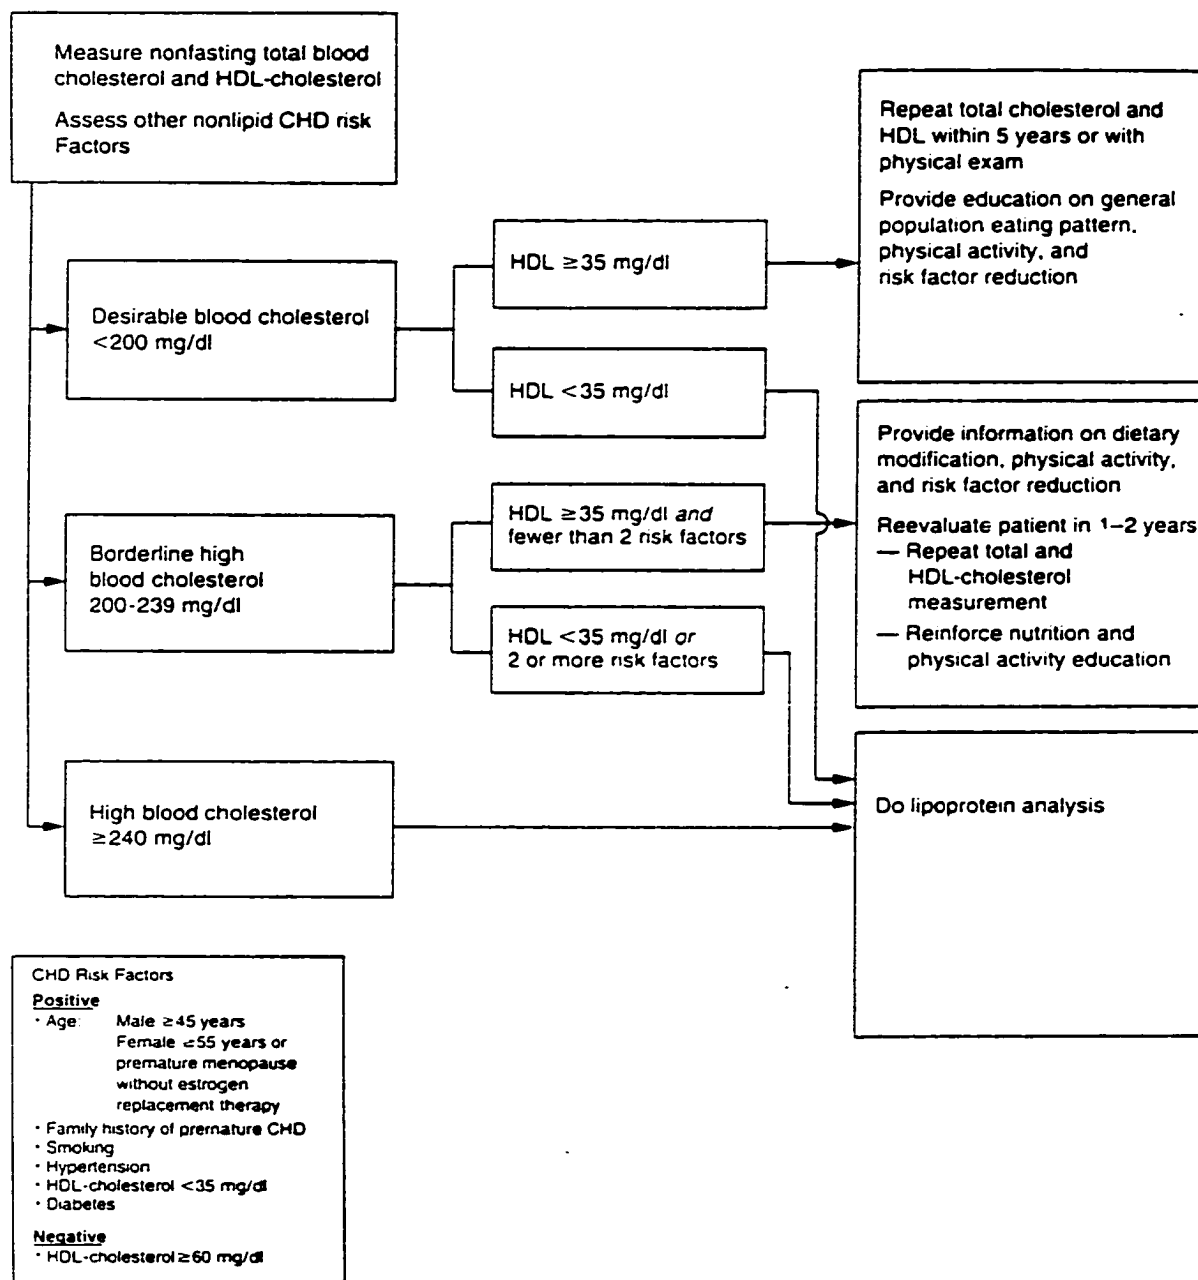 Measure nonfasting total blood
cholesterol and HDL-cholesterol
Assess other nonlipid CHD risk
Factors
Desirable blood cholesterol
<200 mg/dl
HDL ≥35 mg/dl
HDL <35 mg/dl
Repeat total cholesterol and
HDL within 5 years or with
physical exam
Provide education on general
population eating pattern,
physical activity, and
risk factor reduction
Borderline high
blood cholesterol
200-239 mg/dl
HDL ≥35 mg/dl and
fewer than 2 risk factors
HDL <35 mg/dl or
2 or more risk factors
Provide information on dietary
modification, physical activity,
and risk factor reduction
Reevaluate patient in 1–2 years
— Repeat total and
HDL-cholesterol
measurement
— Reinforce nutrition and
physical activity education
High blood cholesterol
≥240 mg/dl
Do lipoprotein analysis
CHD Risk Factors
Positive
· Age: Male ≥45 years
Female ≤55 years or
premature menopause
without estrogen
replacement therapy
· Family history of premature CHD
· Smoking
· Hypertension
· HDL-cholesterol <35 mg/dl
· Diabetes
Negative
· HDL-cholesterol ≥60 mg/dl